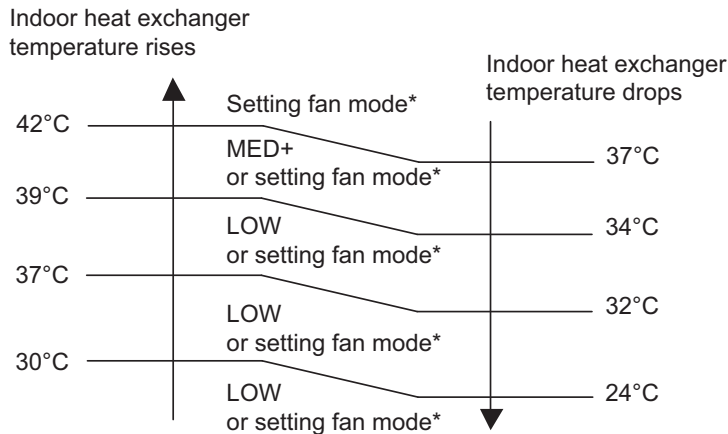 Indoor heat exchanger
temperature rises
Indoor heat exchanger
temperature drops
Setting fan mode*
42°C
MED+
or setting fan mode*
37°C
39°C
LOW
or setting fan mode*
34°C
37°C
LOW
or setting fan mode*
32°C
30°C
LOW
or setting fan mode*
24°C